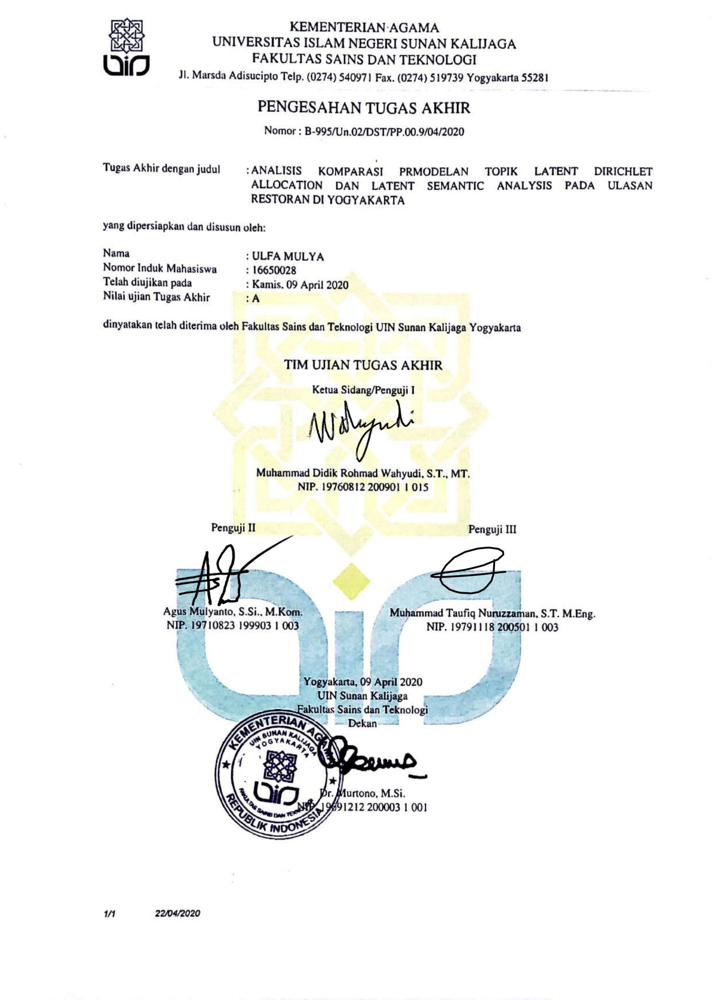 KEMENTERIAN AGAMA
UNIVERSITAS ISLAM NEGERI SUNAN KALIJAGA
FAKULTAS SAINS DAN TEKNOLOGI
Jl. Marsda Adisucipto Telp. (0274) 540971 Fax. (0274) 519739 Yogyakarta 55281
uin
PENGESAHAN TUGAS AKHIR
Nomor : B-995/Un.02/DST/PP.00.9/04/2020
Tugas Akhir dengan judul : ANALISIS KOMPARASI PRMODELAN TOPIK LATENT DIRICHLET
ALLOCATION DAN LATENT SEMANTIC ANALYSIS PADA ULASAN
RESTORAN DI YOGYAKARTA
yang dipersiapkan dan disusun oleh:
Nama : ULFA MULYA
Nomor Induk Mahasiswa : 16650028
Telah diujikan pada : Kamis, 09 April 2020
Nilai ujian Tugas Akhir : A
dinyatakan telah diterima oleh Fakultas Sains dan Teknologi UIN Sunan Kalijaga Yogyakarta
TIM UJIAN TUGAS AKHIR
Ketua Sidang/Penguji I
Wahyudi
Muhammad Didik Rohmad Wahyudi, S.T., MT.
NIP. 19760812 200901 1 015
Penguji II Penguji III
Agus Mulyanto, S.Si., M.Kom. Muhammad Taufiq Nuruzzaman, S.T. M.Eng.
NIP. 19710823 199903 1 003 NIP. 19791118 200501 1 003
uin
Yogyakarta, 09 April 2020
UIN Sunan Kalijaga
Fakultas Sains dan Teknologi
Dekan
KEMENTERIAN AGAMA
UIN SUNAN KALIJAGA
YOGYAKARTA
uin
FAKULTAS SAINS DAN TEKNOLOGI
REPUBLIK INDONESIA
Dr. Murtono, M.Si.
NIP. 19691212 200003 1 001
1/1 22/04/2020